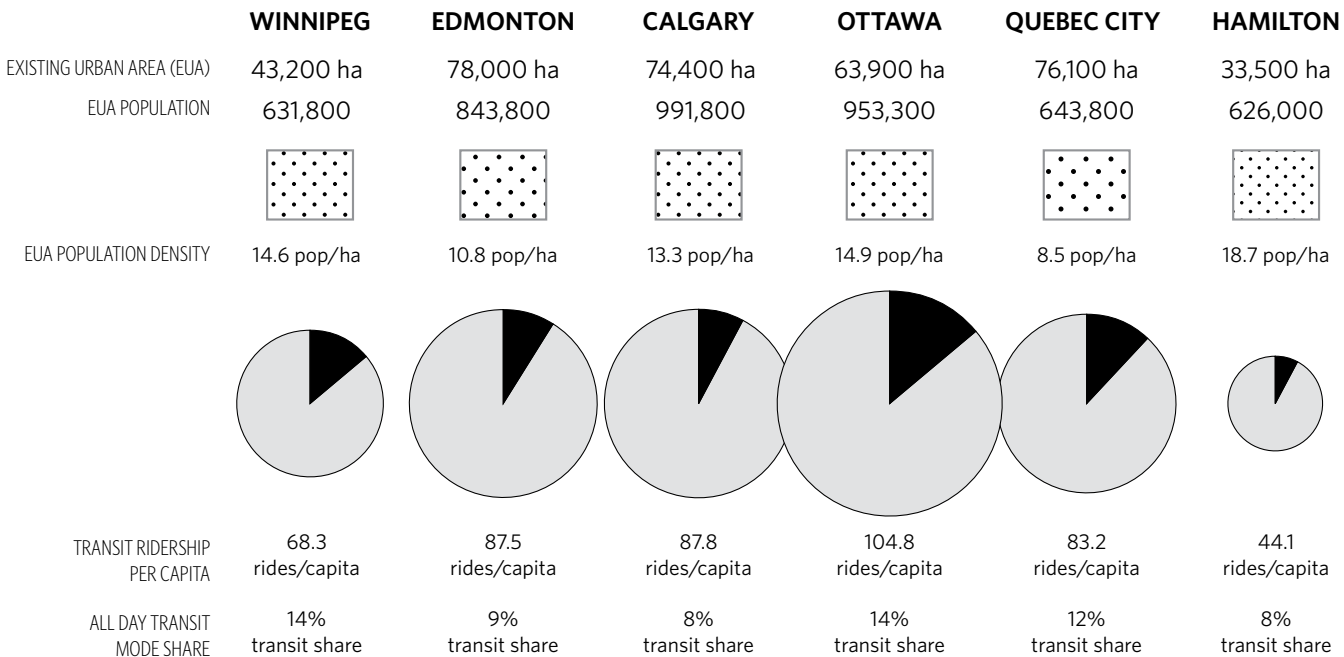 WINNIPEG EDMONTON CALGARY OTTAWA QUEBEC CITY HAMILTON
EXISTING URBAN AREA (EUA) 43,200 ha 78,000 ha 74,400 ha 63,900 ha 76,100 ha 33,500 ha
EUA POPULATION 631,800 843,800 991,800 953,300 643,800 626,000
EUA POPULATION DENSITY 14.6 pop/ha 10.8 pop/ha 13.3 pop/ha 14.9 pop/ha 8.5 pop/ha 18.7 pop/ha
TRANSIT RIDERSHIP 68.3 87.5 87.8 104.8 83.2 44.1
PER CAPITA rides/capita rides/capita rides/capita rides/capita rides/capita rides/capita
ALL DAY TRANSIT 14% 9% 8% 14% 12% 8%
MODE SHARE transit share transit share transit share transit share transit share transit share